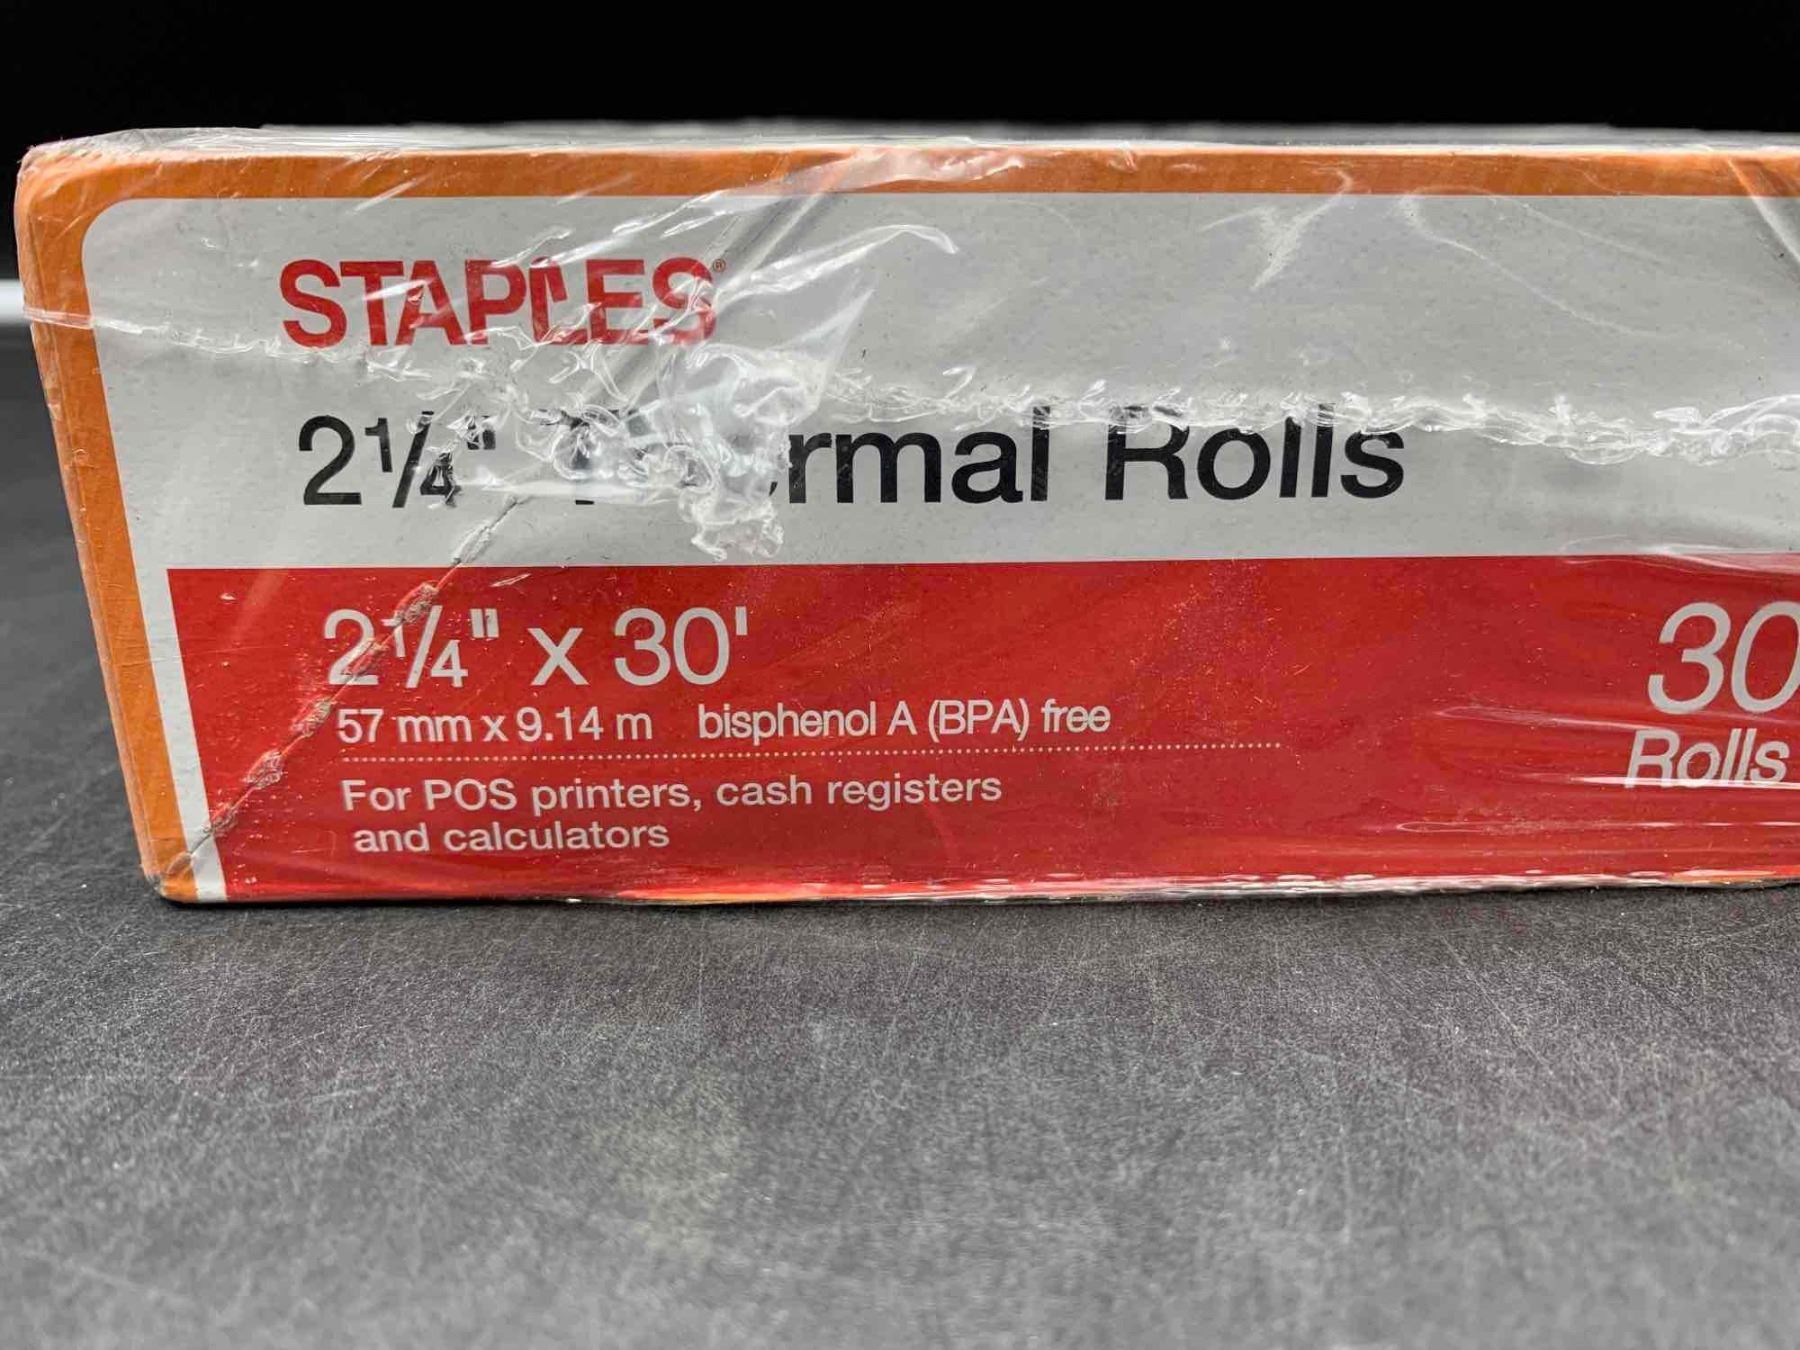 STAPLES®
2¼" Thermal Rolls
2¼" x 30'
57 mm x 9.14 m bisphenol A (BPA) free
For POS printers, cash registers
and calculators
30
Rolls